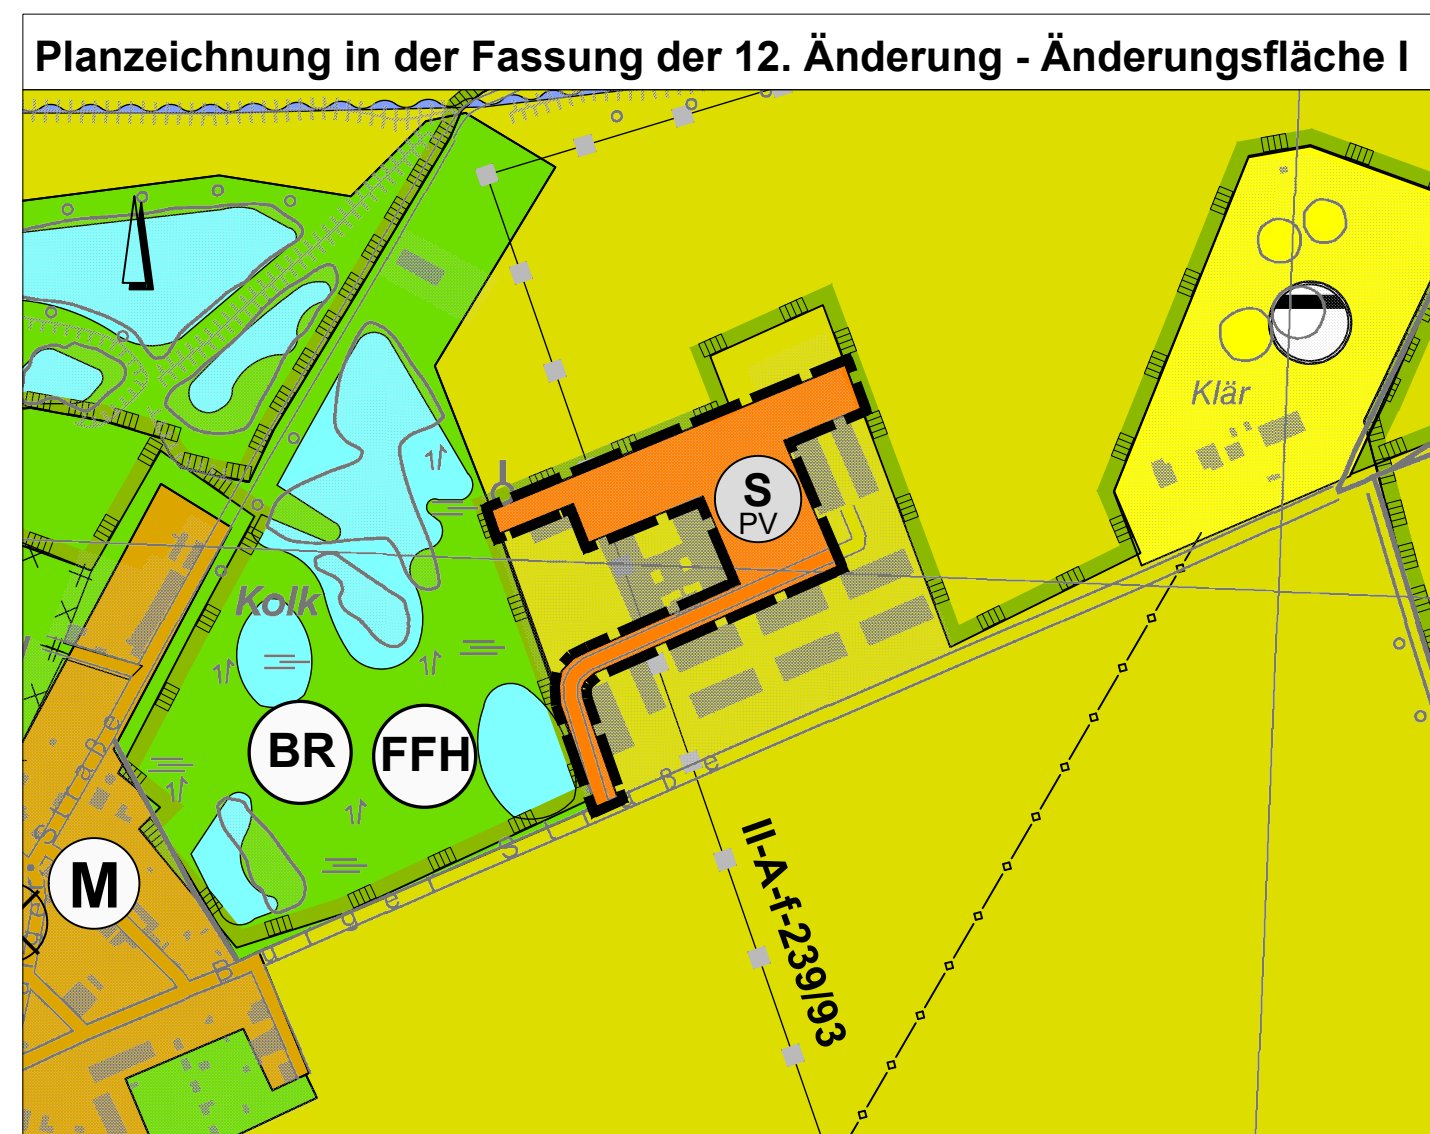 Planzeichnung in der Fassung der 12. Änderung - Änderungsfläche I
Klär
S
PV
Kolk
BR
FFH
M
II-A-f-239/93